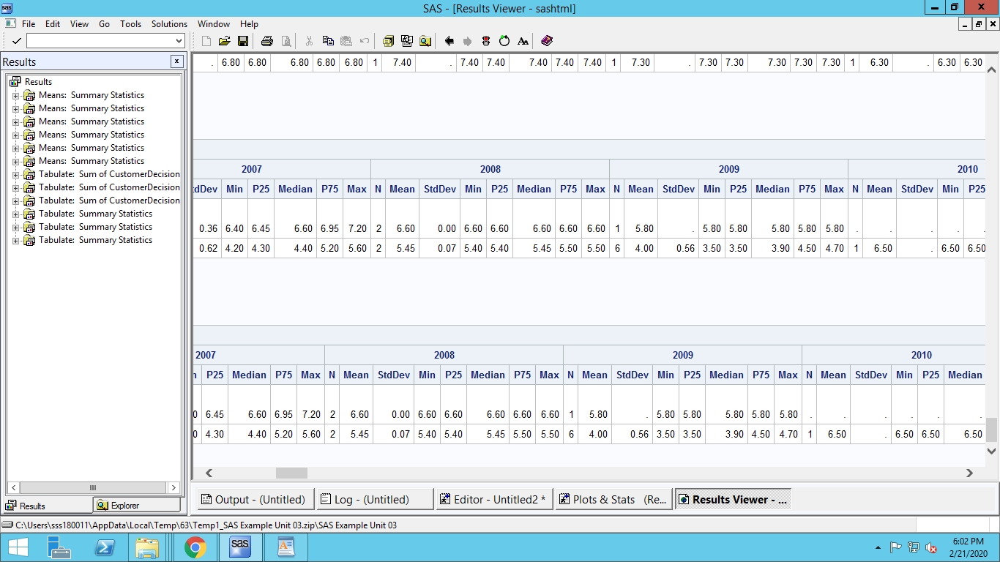 sas
SAS - [Results Viewer - sashtml]
File Edit View Go Tools Solutions Window Help
Results
Results
Means: Summary Statistics
Means: Summary Statistics
Means: Summary Statistics
Means: Summary Statistics
Means: Summary Statistics
Means: Summary Statistics
Tabulate: Sum of CustomerDecision
Tabulate: Sum of CustomerDecision
Tabulate: Sum of CustomerDecision
Tabulate: Summary Statistics
Tabulate: Summary Statistics
Tabulate: Summary Statistics
Results
Explorer
. 6.80 6.80 6.80 6.80 6.80 1 7.40 . 7.40 7.40 7.40 7.40 7.40 1 7.30 . 7.30 7.30 7.30 7.30 7.30 1 6.30 . 6.30 6.30
2007 2008 2009 2010
tdDev Min P25 Median P75 Max N Mean StdDev Min P25 Median P75 Max N Mean StdDev Min P25 Median P75 Max N Mean StdDev Min P25
0.36 6.40 6.45 6.60 6.95 7.20 2 6.60 0.00 6.60 6.60 6.60 6.60 6.60 1 5.80 . 5.80 5.80 5.80 5.80 5.80 . . . . .
0.62 4.20 4.30 4.40 5.20 5.60 2 5.45 0.07 5.40 5.40 5.45 5.50 5.50 6 4.00 0.56 3.50 3.50 3.90 4.50 4.70 1 6.50 . 6.50 6.50
2007 2008 2009 2010
P25 Median P75 Max N Mean StdDev Min P25 Median P75 Max N Mean StdDev Min P25 Median P75 Max N Mean StdDev Min P25 Median
0 6.45 6.60 6.95 7.20 2 6.60 0.00 6.60 6.60 6.60 6.60 6.60 1 5.80 . 5.80 5.80 5.80 5.80 5.80 . . . . . .
0 4.30 4.40 5.20 5.60 2 5.45 0.07 5.40 5.40 5.45 5.50 5.50 6 4.00 0.56 3.50 3.50 3.90 4.50 4.70 1 6.50 . 6.50 6.50 6.50
Output - (Untitled) Log - (Untitled) Editor - Untitled2 * Plots & Stats (Re... Results Viewer - ...
C:\Users\sss180011\AppData\Local\Temp\63\Temp1_SAS Example Unit 03.zip\SAS Example Unit 03
sas
6:02 PM
2/21/2020